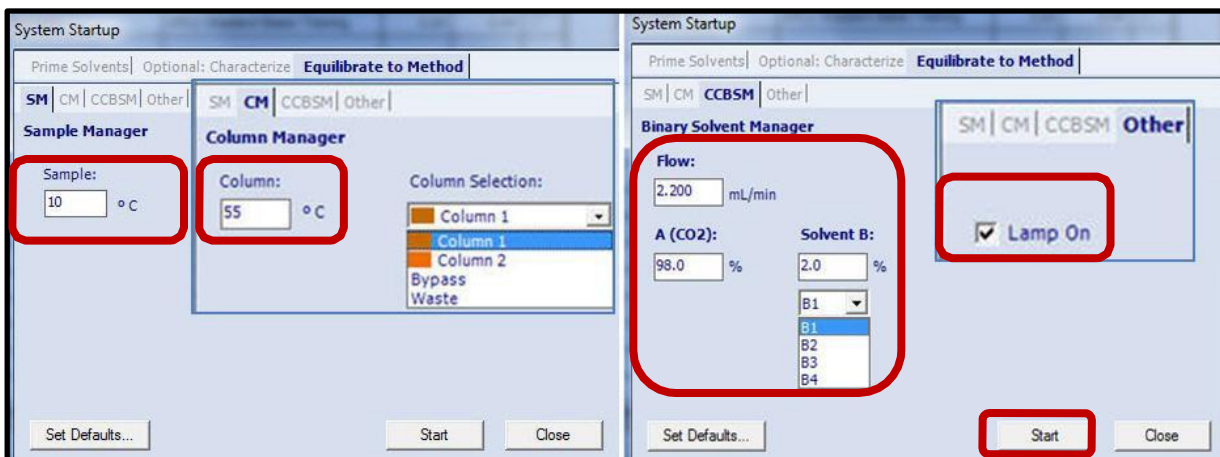 System Startup
Prime Solvents Optional: Characterize Equilibrate to Method
SM CM CCBSM Other
Sample Manager
Sample:
10 °C
SM CM CCBSM Other
Column Manager
Column:
55 °C
Column Selection:
Column 1
Column 1
Column 2
Bypass
Waste
Set Defaults...
Start
Close
System Startup
Prime Solvents Optional: Characterize Equilibrate to Method
SM CM CCBSM Other
Binary Solvent Manager
Flow:
2.200 mL/min
A (CO2): Solvent B:
98.0 % 2.0 %
B1
B1
B2
B3
B4
SM CM CCBSM Other
Lamp On
Set Defaults...
Start
Close